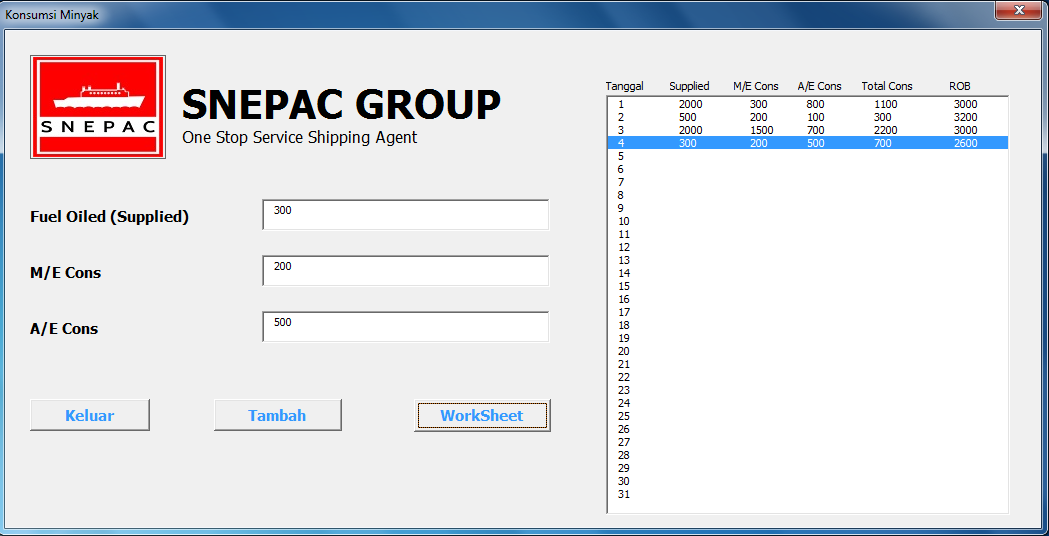 Konsumsi Minyak
SNEPAC
SNEPAC GROUP
One Stop Service Shipping Agent
Fuel Oiled (Supplied) 300
M/E Cons 200
A/E Cons 500
Keluar Tambah WorkSheet
Tanggal Supplied M/E Cons A/E Cons Total Cons ROB
1 2000 300 800 1100 3000
2 500 200 100 300 3200
3 2000 1500 700 2200 3000
4 300 200 500 700 2600
5
6
7
8
9
10
11
12
13
14
15
16
17
18
19
20
21
22
23
24
25
26
27
28
29
30
31